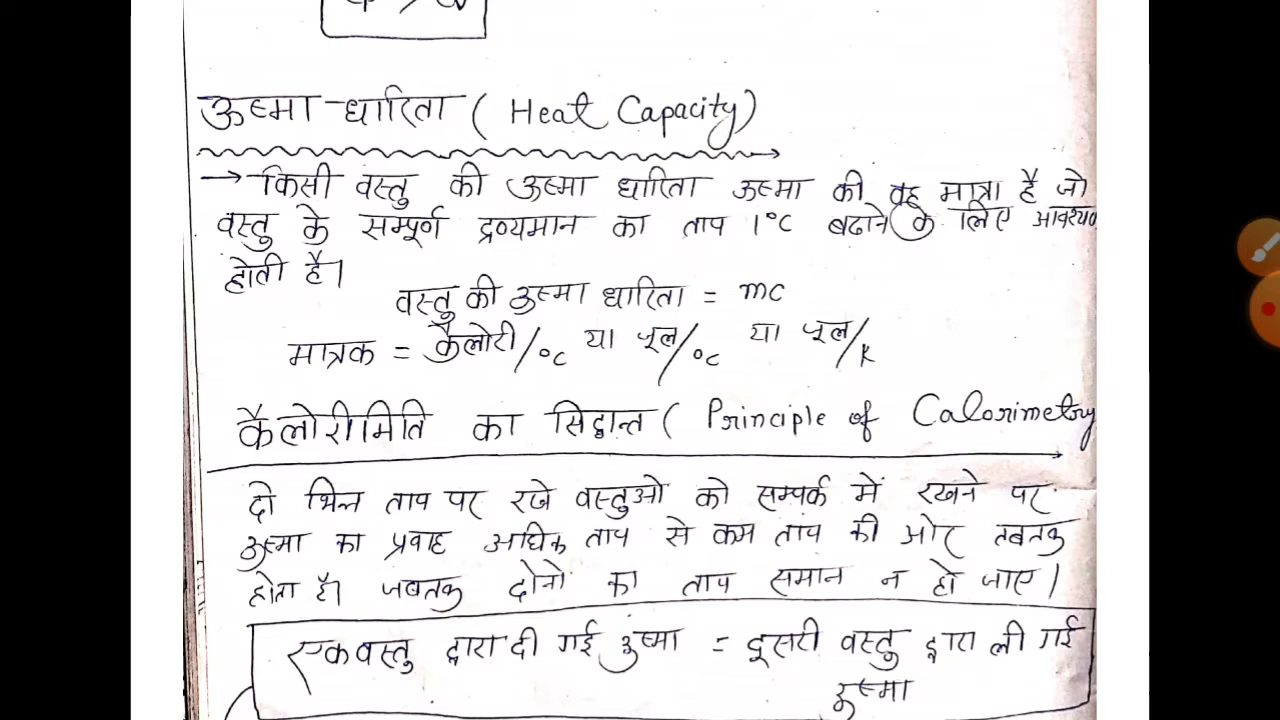 ऊष्मा-धारिता ( Heat Capacity)
→ किसी वस्तु की ऊष्मा धारिता ऊष्मा की वह मात्रा है जो
वस्तु के सम्पूर्ण द्रव्यमान का ताप 1°C बढाने के लिए
होती है।
वस्तु की ऊष्मा धारिता = mc
मात्रक = कैलोरी/°C या जूल/°C या जूल/K
कैलोरीमिति का सिद्धान्त ( Principle of Calorimetry
दो भिन्न ताप पर रखे वस्तुओ को सम्पर्क में रखने पर
ऊष्मा का प्रवाह अधिक ताप से कम ताप की ओर तबतक
होता है। जबतक दोनो का ताप समान न हो जाए।
एक वस्तु द्वारा दी गई ऊष्मा = दूसरी वस्तु द्वारा ली गई
ऊष्मा